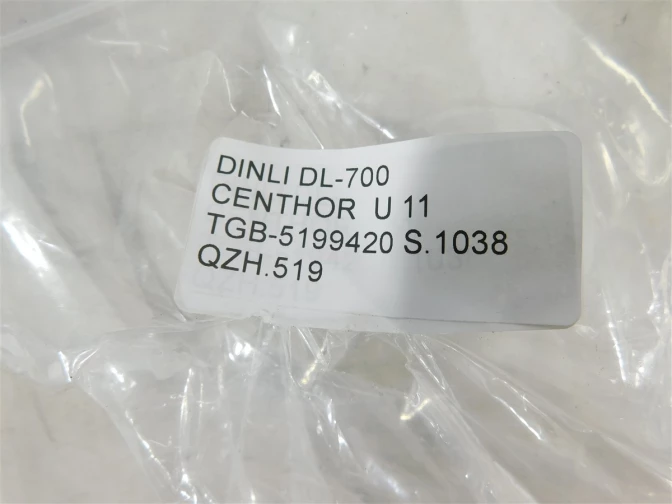 DINLI DL-700
CENTHOR U 11
TGB-5199420 S.1038
QZH.519